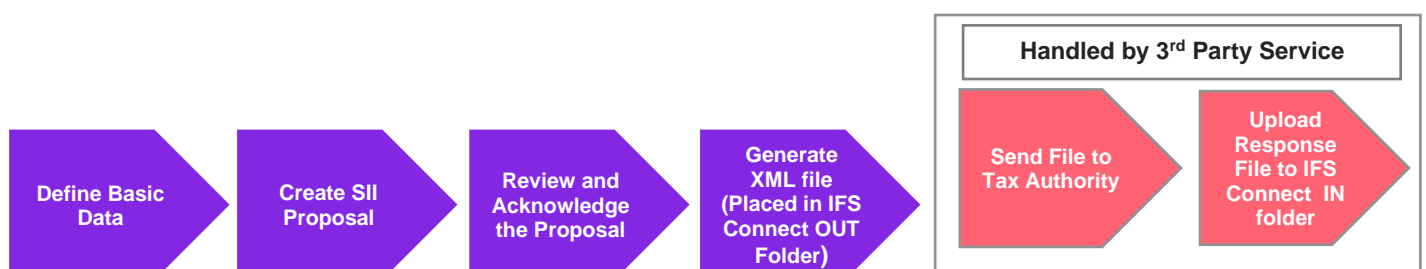 Handled by 3rd Party Service
Define Basic
Data
Create SII
Proposal
Review and
Acknowledge
the Proposal
Generate
XML file
(Placed in IFS
Connect OUT
Folder)
Send File to
Tax Authority
Upload
Response
File to IFS
Connect IN
folder